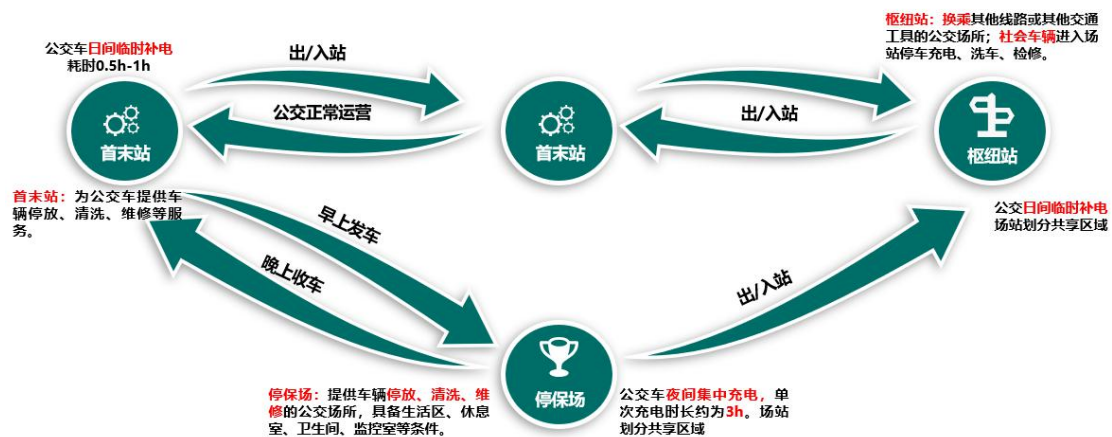 公交车日间临时补电
耗时0.5h-1h
首末站
首末站：为公交车提供车
辆停放、清洗、维修等服
务。
出/入站
公交正常运营
首末站
出/入站
枢纽站：换乘其他线路或其他交通
工具的公交场所；社会车辆进入场
站停车充电、洗车、检修。
枢纽站
公交日间临时补电
场站划分共享区域
早上发车
晚上收车
出/入站
停保场
停保场：提供车辆停放、清洗、维
修的公交场所，具备生活区、休息
室、卫生间、监控室等条件。
公交车夜间集中充电，单
次充电时长约为3h。场站
划分共享区域